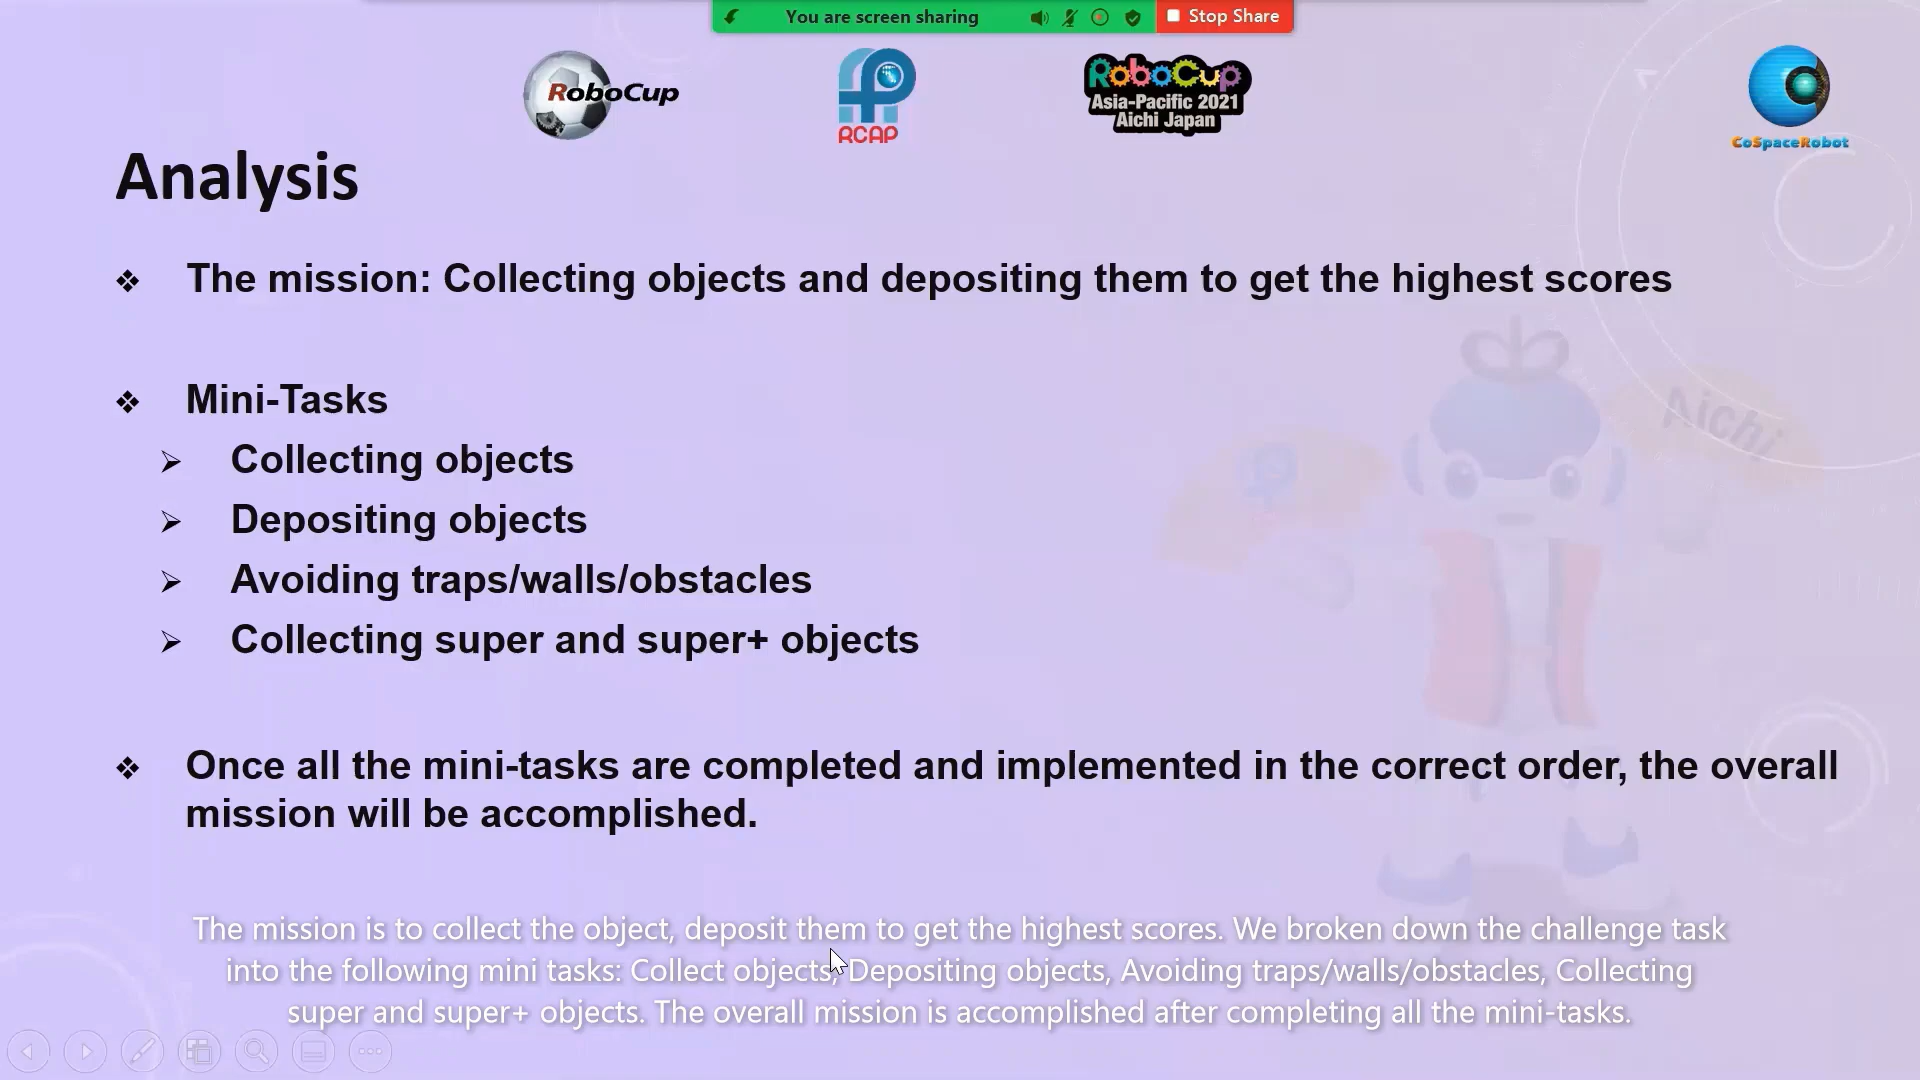 You are screen sharing
Stop Share
RoboCup
RCAP
RoboCup
Asia-Pacific 2021
Aichi Japan
CoSpaceRobot
Analysis
❖ The mission: Collecting objects and depositing them to get the highest scores
❖ Mini-Tasks
➢ Collecting objects
➢ Depositing objects
➢ Avoiding traps/walls/obstacles
➢ Collecting super and super+ objects
Aichi
❖ Once all the mini-tasks are completed and implemented in the correct order, the overall
mission will be accomplished.
The mission is to collect the object, deposit them to get the highest scores. We broken down the challenge task
into the following mini tasks: Collect objects, Depositing objects, Avoiding traps/walls/obstacles, Collecting
super and super+ objects. The overall mission is accomplished after completing all the mini-tasks.